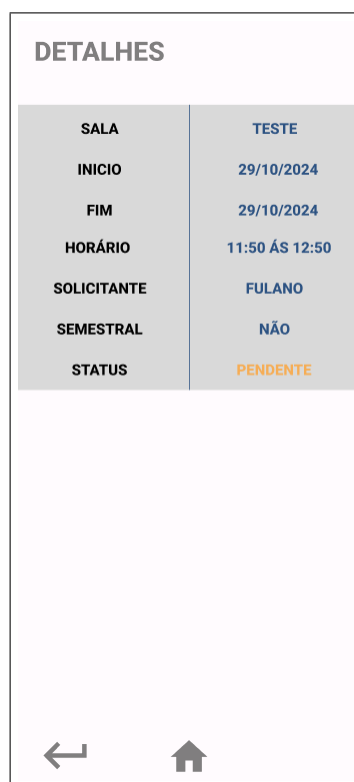 DETALHES
SALA TESTE
INICIO 29/10/2024
FIM 29/10/2024
HORÁRIO 11:50 ÁS 12:50
SOLICITANTE FULANO
SEMESTRAL NÃO
STATUS PENDENTE